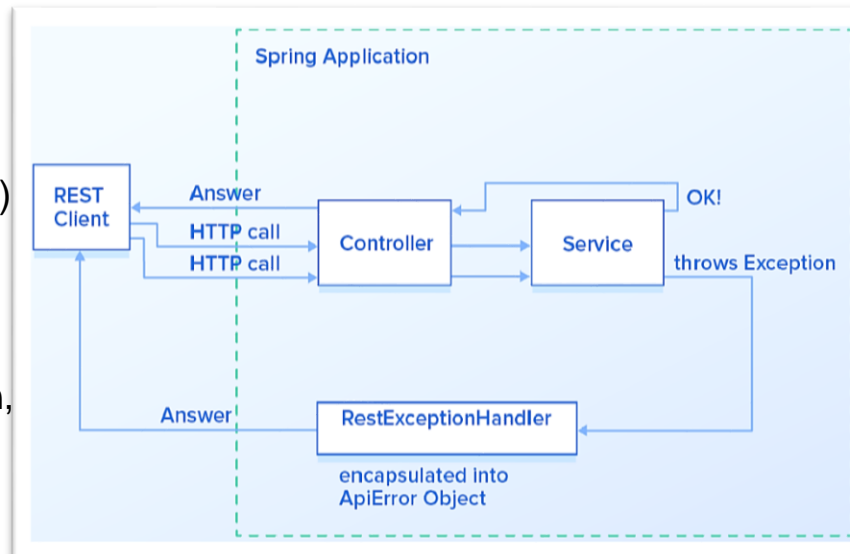 Spring Application
)
REST
Client
Answer
HTTP call
HTTP call
Controller
Service
OK!
throws Exception
,
Answer
RestExceptionHandler
encapsulated into
ApiError Object